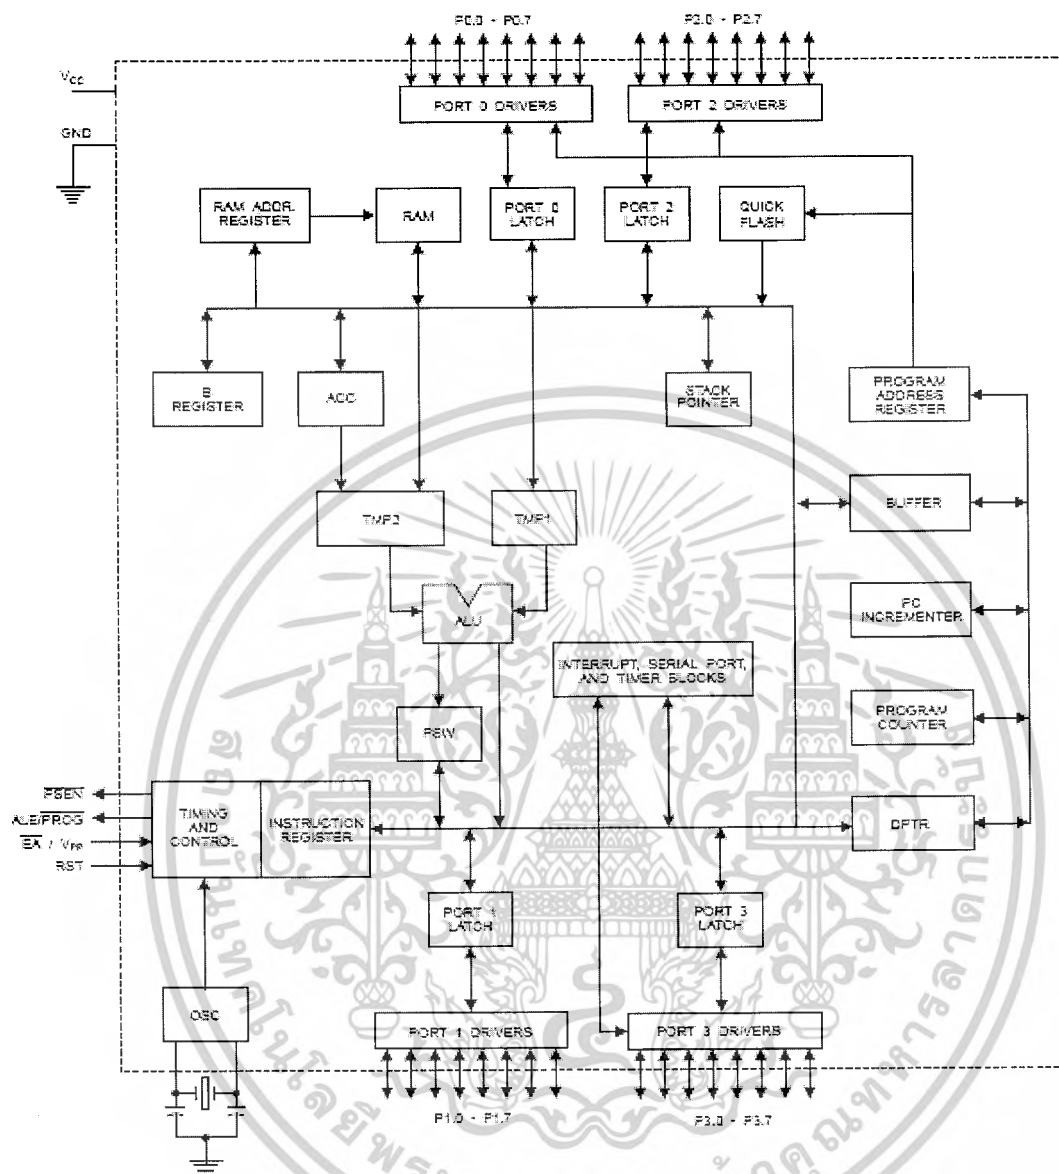 P0.0 - P0.7
P2.0 - P2.7
VCC
PORT 0 DRIVERS
PORT 2 DRIVERS
GND
RAM ADDR.
REGISTER
RAM
PORT 0
LATCH
PORT 2
LATCH
QUICK
FLASH
B
REGISTER
ACC
STACK
POINTER
PROGRAM
ADDRESS
REGISTER
BUFFER
TMP2
TMP1
ALU
PC
INCREMENTER
INTERRUPT, SERIAL PORT,
AND TIMER BLOCKS
PSW
PROGRAM
COUNTER
PSEN
ALE/PROG
EA / VPP
RST
TIMING
AND
CONTROL
INSTRUCTION
REGISTER
DPTR
PORT 1
LATCH
PORT 3
LATCH
OSC
PORT 1 DRIVERS
PORT 3 DRIVERS
P1.0 - P1.7
P3.0 - P3.7